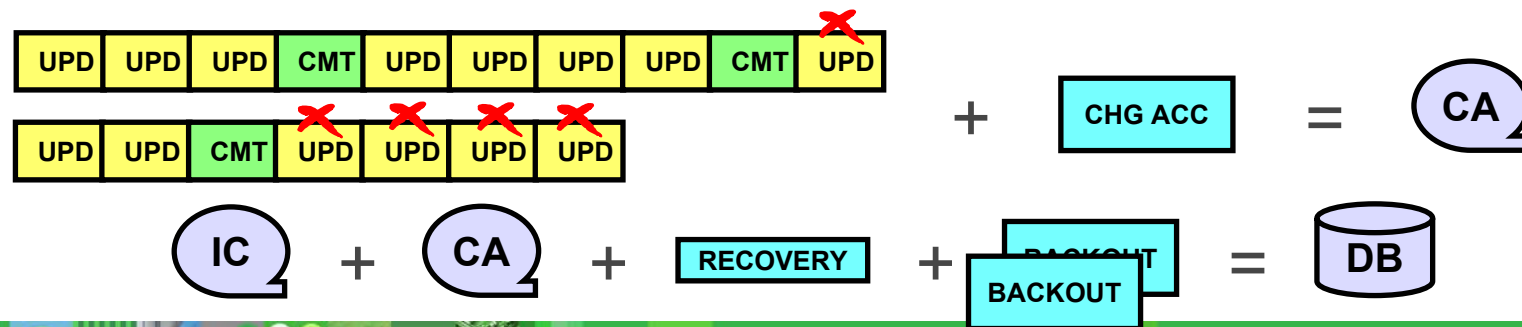 UPD UPD UPD CMT UPD UPD UPD UPD CMT UPD
+ CHG ACC = CA
UPD UPD CMT UPD UPD UPD UPD
IC + CA + RECOVERY + BACKOUT = DB
BACKOUT